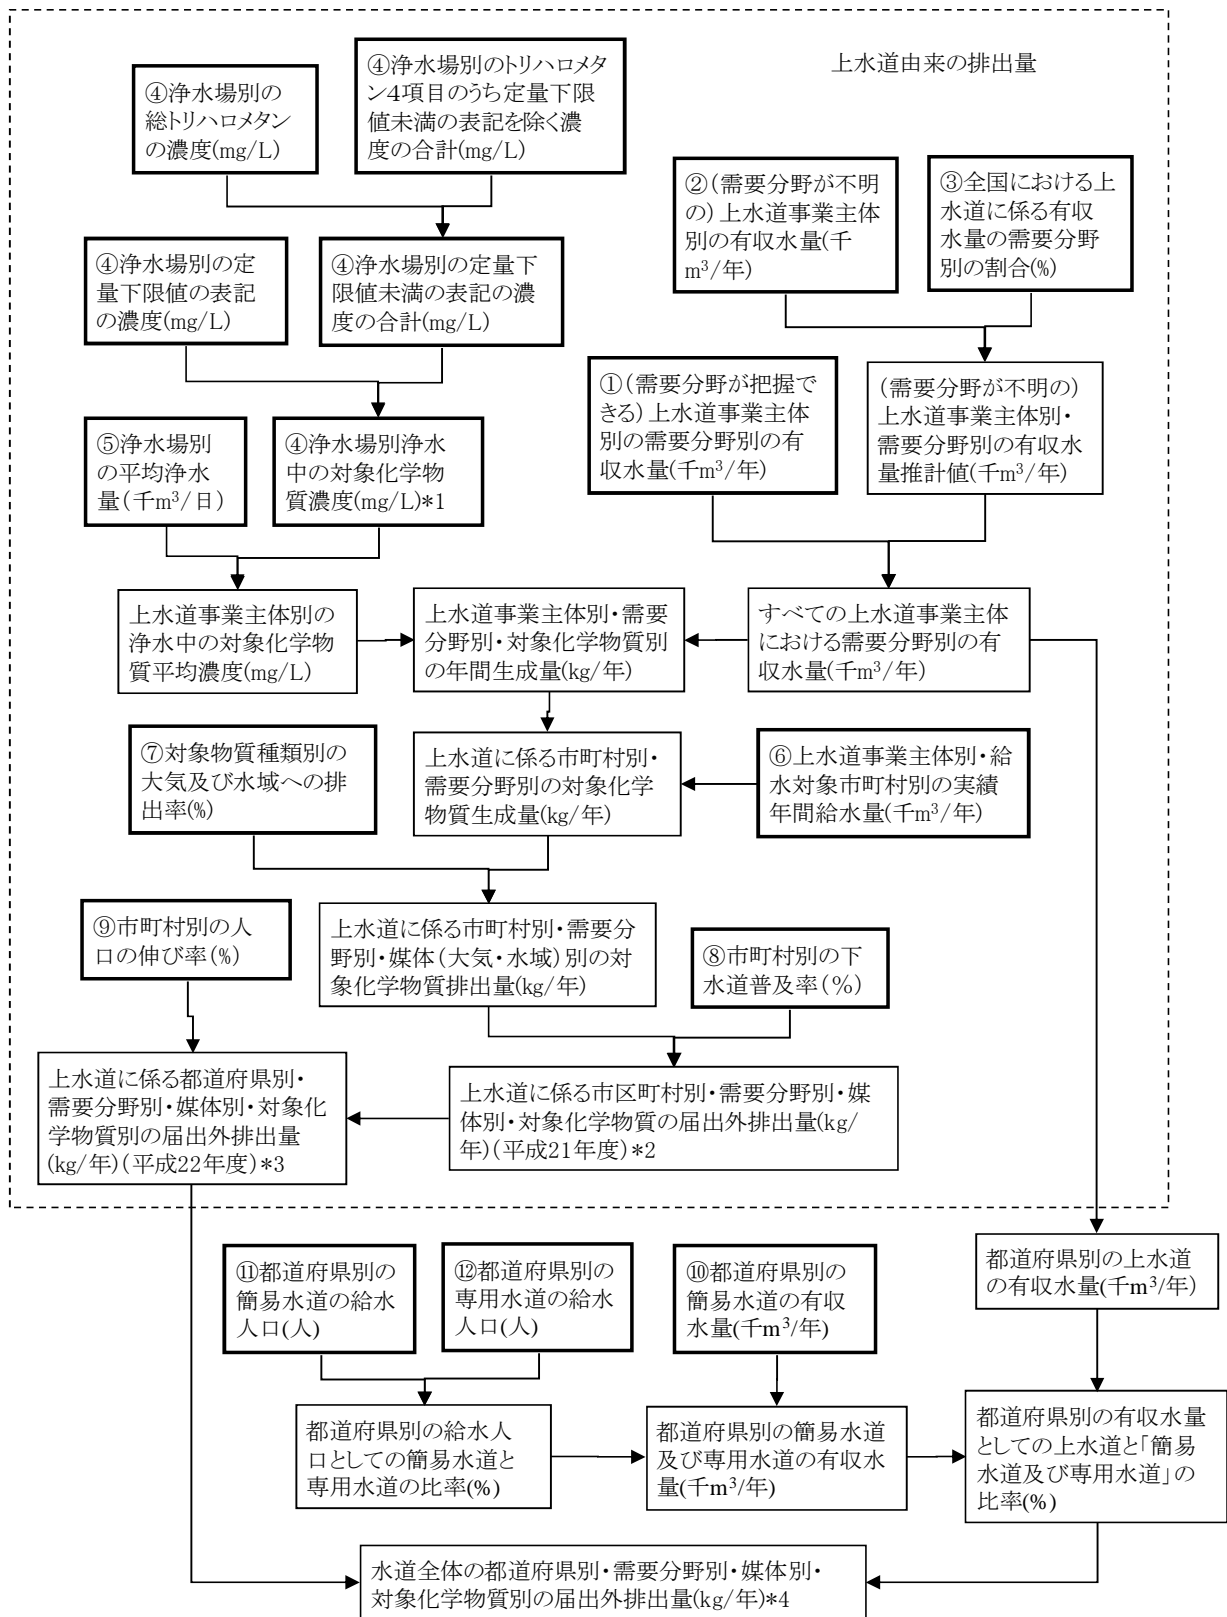 上水道由来の排出量
④浄水場別の
総トリハロメタン
の濃度(mg/L)
④浄水場別のトリハロメタ
ン4項目のうち定量下限
値未満の表記を除く濃
度の合計(mg/L)
②(需要分野が不明
の)上水道事業主体
別の有収水量(千
m³/年)
③全国における上
水道に係る有収
水量の需要分野
別の割合(%)
④浄水場別の定
量下限値の表記
の濃度(mg/L)
④浄水場別の定量下
限値未満の表記の濃
度の合計(mg/L)
①(需要分野が把握で
きる)上水道事業主体
別の需要分野別の有
収水量(千m³/年)
(需要分野が不明の)
上水道事業主体別・
需要分野別の有収水
量推計値(千m³/年)
⑤浄水場別
の平均浄水
量(千m³/日)
④浄水場別浄水
中の対象化学物
質濃度(mg/L)*1
上水道事業主体別の
浄水中の対象化学物
質平均濃度(mg/L)
上水道事業主体別・需要
分野別・対象化学物質別
の年間生成量(kg/年)
すべての上水道事業主体
における需要分野別の有
収水量(千m³/年)
⑦対象物質種類別の
大気及び水域への排
出率(%)
上水道に係る市町村別・
需要分野別の対象化学
物質生成量(kg/年)
⑥上水道事業主体別・給
水対象市町村別の実績
年間給水量(千m³/年)
⑨市町村別の人
口の伸び率(%)
上水道に係る市町村別・需要分
野別・媒体(大気・水域)別の対
象化学物質排出量(kg/年)
⑧市町村別の下
水道普及率(%)
上水道に係る都道府県別・
需要分野別・媒体別・対象化
学物質別の届出外排出量
(kg/年)(平成22年度)*3
上水道に係る市区町村別・需要分野別・媒
体別・対象化学物質の届出外排出量(kg/
年)(平成21年度)*2
⑪都道府県別の
簡易水道の給水
人口(人)
⑫都道府県別の
専用水道の給水
人口(人)
⑩都道府県別の
簡易水道の有収
水量(千m³/年)
都道府県別の上水道
の有収水量(千m³/年)
都道府県別の給水人
口としての簡易水道と
専用水道の比率(%)
都道府県別の簡易水道
及び専用水道の有収水
量(千m³/年)
都道府県別の有収水量
としての上水道と「簡易
水道及び専用水道」の
比率(%)
水道全体の都道府県別・需要分野別・媒体別・
対象化学物質別の届出外排出量(kg/年)*4